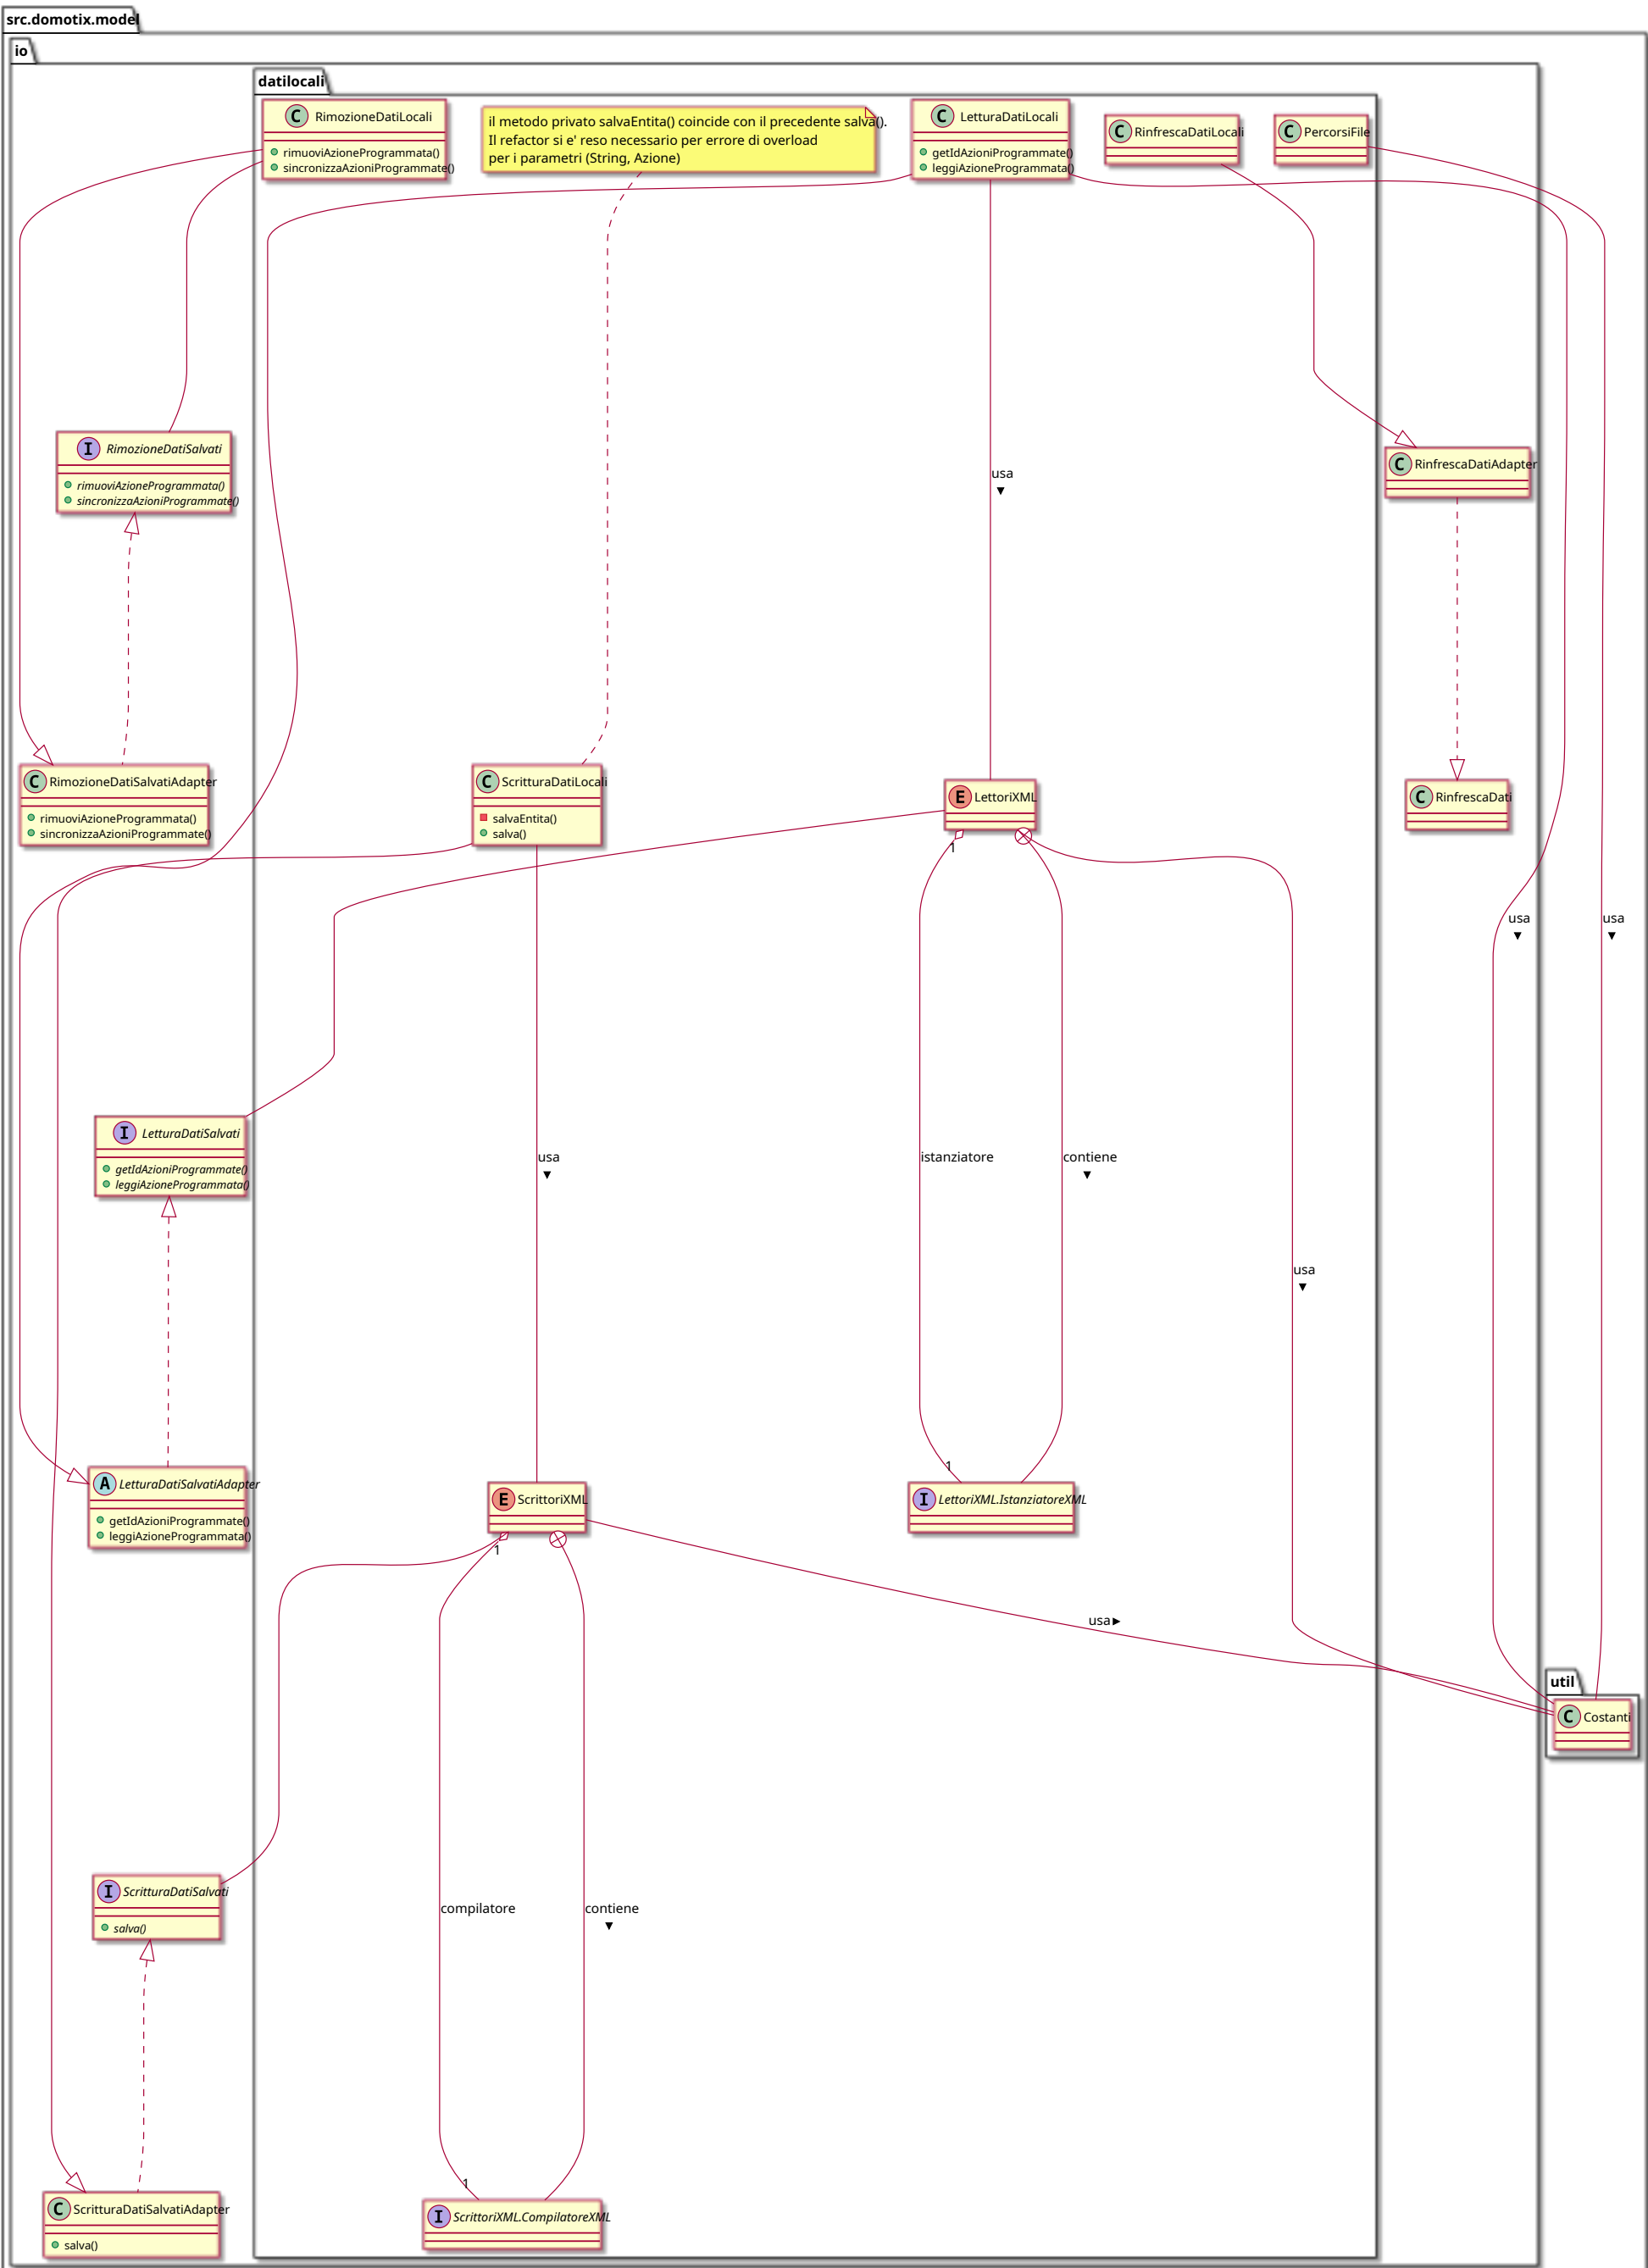 src.domotix.model
io
datilocali
C RimozioneDatiLocali
rimuoviAzioneProgrammata()
sincronizzaAzioniProgrammate()
il metodo privato salvaEntita() coincide con il precedente salva().
Il refactor si e' reso necessario per errore di overload
per i parametri (String, Azione)
C LetturaDatiLocali
getIdAzioniProgrammate()
leggiAzioneProgrammata()
C RinfrescaDatiLocali
C PercorsiFile
I RimozioneDatiSalvati
rimuoviAzioneProgrammata()
sincronizzaAzioniProgrammate()
usa
C RinfrescaDatiAdapter
C RimozioneDatiSalvatiAdapter
rimuoviAzioneProgrammata()
sincronizzaAzioniProgrammate()
C ScritturaDatiLocali
salvaEntita()
salva()
E LettoriXML
C RinfrescaDati
1
usa
usa
I LetturaDatiSalvati
getIdAzioniProgrammate()
leggiAzioneProgrammata()
usa
istanziatore
contiene
usa
1
A LetturaDatiSalvatiAdapter
getIdAzioniProgrammate()
leggiAzioneProgrammata()
E ScrittoriXML
I LettoriXML.IstanziatoreXML
1
usa
util
C Costanti
I ScritturaDatiSalvati
salva()
compilatore
contiene
1
C ScritturaDatiSalvatiAdapter
salva()
I ScrittoriXML.CompilatoreXML